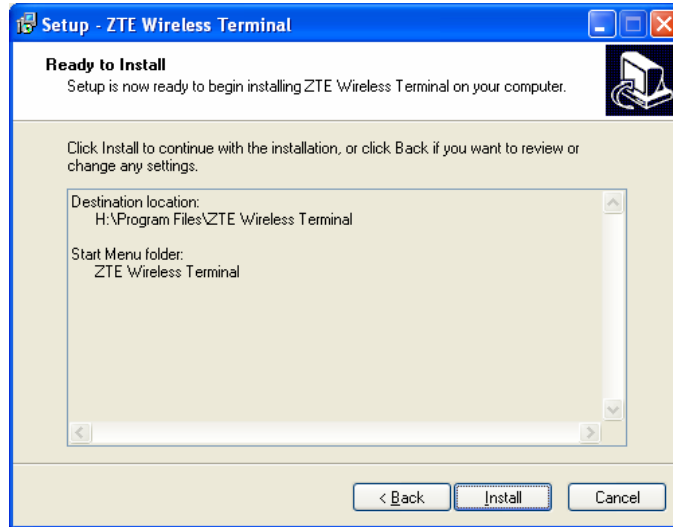 Setup - ZTE Wireless Terminal
Ready to Install
Setup is now ready to begin installing ZTE Wireless Terminal on your computer.
Click Install to continue with the installation, or click Back if you want to review or
change any settings.
Destination location:
H:\Program Files\ZTE Wireless Terminal
Start Menu folder:
ZTE Wireless Terminal
< Back
Install
Cancel